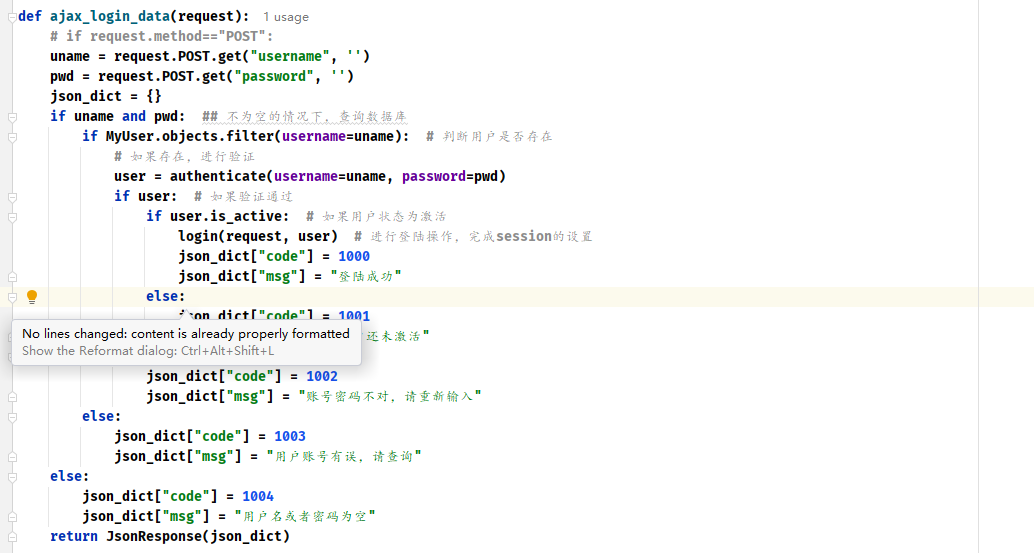 def ajax_login_data(request): 1 usage
# if request.method=="POST":
uname = request.POST.get("username", '')
pwd = request.POST.get("password", '')
json_dict = {}
if uname and pwd: ## 不为空的情况下，查询数据库
if MyUser.objects.filter(username=uname): # 判断用户是否存在
# 如果存在，进行验证
user = authenticate(username=uname, password=pwd)
if user: # 如果验证通过
if user.is_active: # 如果用户状态为激活
login(request, user) # 进行登陆操作，完成session的设置
json_dict["code"] = 1000
json_dict["msg"] = "登陆成功"
else:
json_dict["code"] = 1001
No lines changed: content is already properly formatted
还未激活"
Show the Reformat dialog: Ctrl+Alt+Shift+L
json_dict["code"] = 1002
json_dict["msg"] = "账号密码不对，请重新输入"
else:
json_dict["code"] = 1003
json_dict["msg"] = "用户账号有误，请查询"
else:
json_dict["code"] = 1004
json_dict["msg"] = "用户名或者密码为空"
return JsonResponse(json_dict)